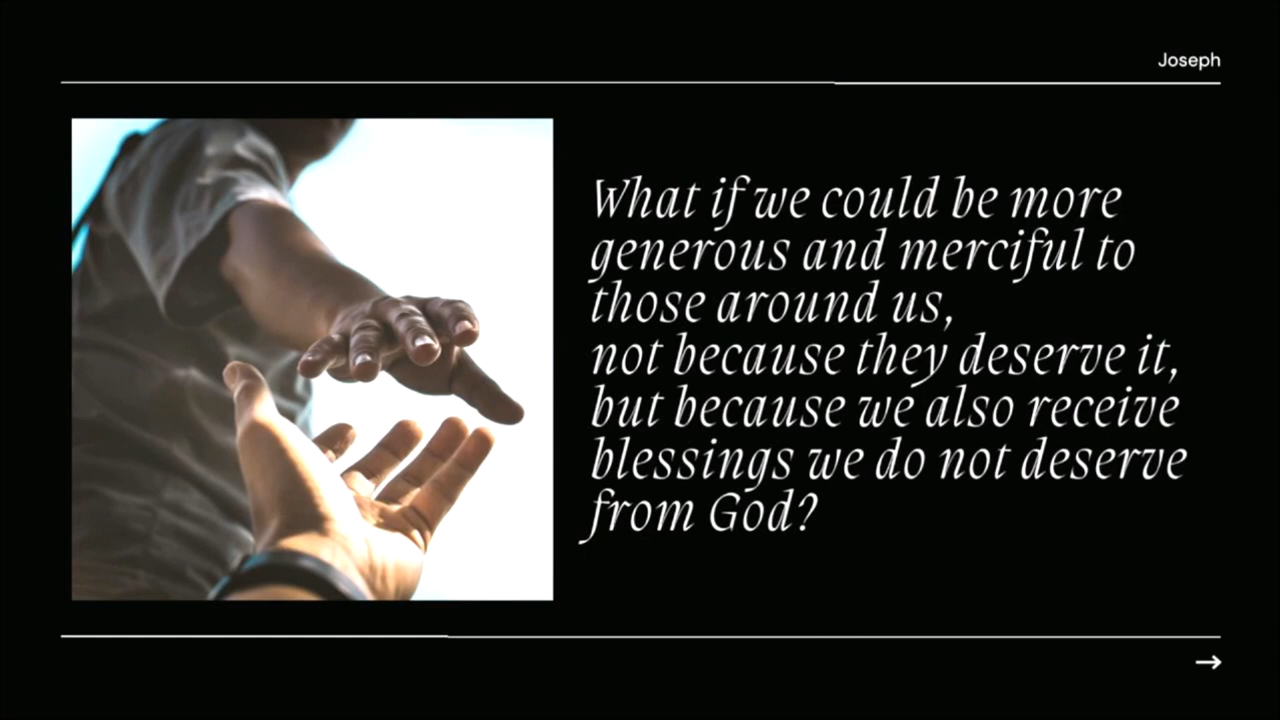 Joseph
What if we could be more
generous and merciful to
those around us,
not because they deserve it,
but because we also receive
blessings we do not deserve
from God?